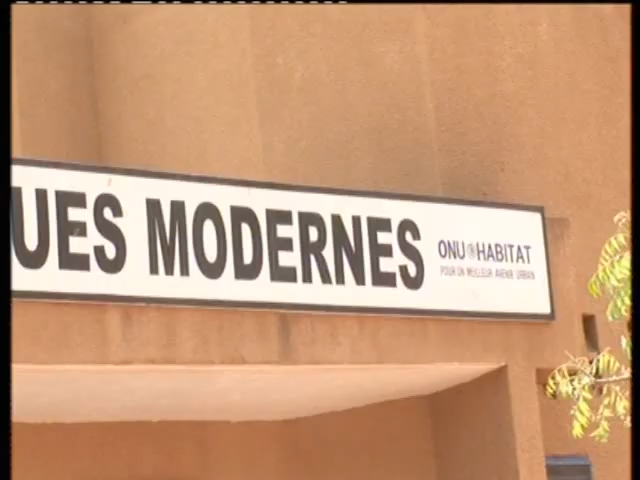 UES MODERNES
ONU HABITAT
POUR UN MEILLEUR AVENIR URBAIN